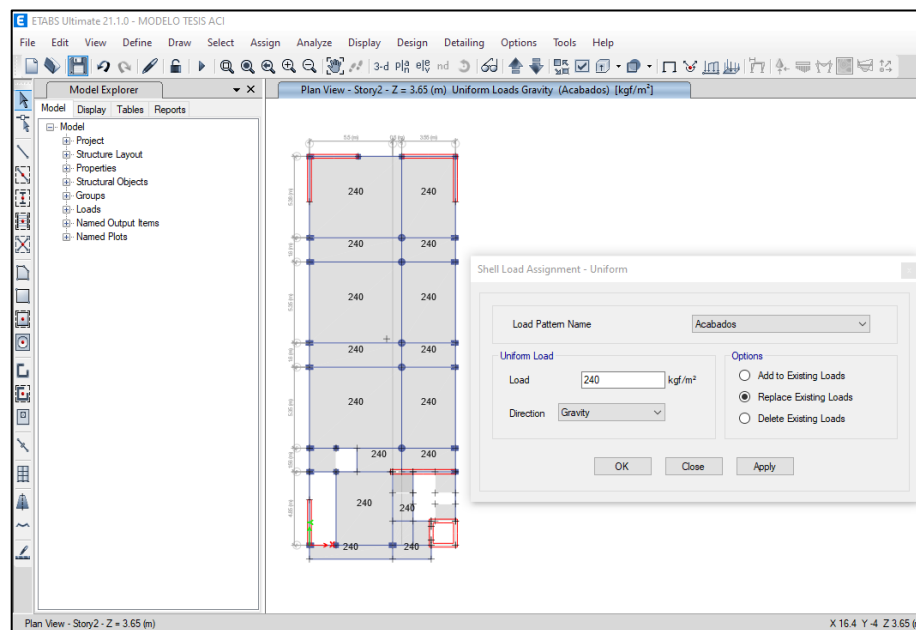 ETABS Ultimate 21.1.0 - MODELO TESIS ACI
File Edit View Define Draw Select Assign Analyze Display Design Detailing Options Tools Help
3-d nd
Model Explorer
Plan View - Story2 - Z = 3.65 (m) Uniform Loads Gravity (Acabados) [kgf/m²]
Model Display Tables Reports
Model
Project
Structure Layout
Properties
Structural Objects
Groups
Loads
Named Output Items
Named Plots
240 240
240 240
240 240
240 240
240 240
240 240
240 240
240 240
Shell Load Assignment - Uniform
Load Pattern Name Acabados
Uniform Load
Load 240 kgf/m²
Direction Gravity
Options
Add to Existing Loads
Replace Existing Loads
Delete Existing Loads
OK Close Apply
Plan View - Story2 - Z = 3.65 (m)
X 16.4 Y -4 Z 3.65